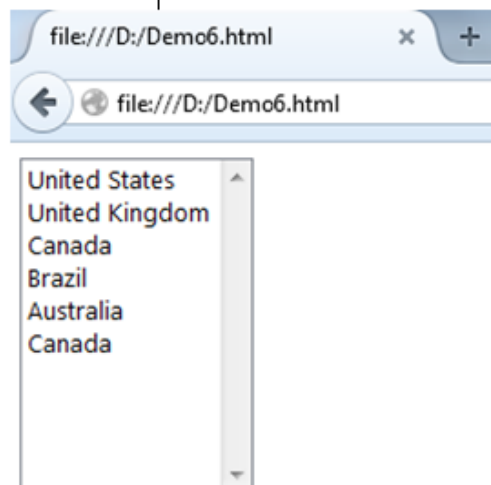 file:///D:/Demo6.html
file:///D:/Demo6.html
United States
United Kingdom
Canada
Brazil
Australia
Canada